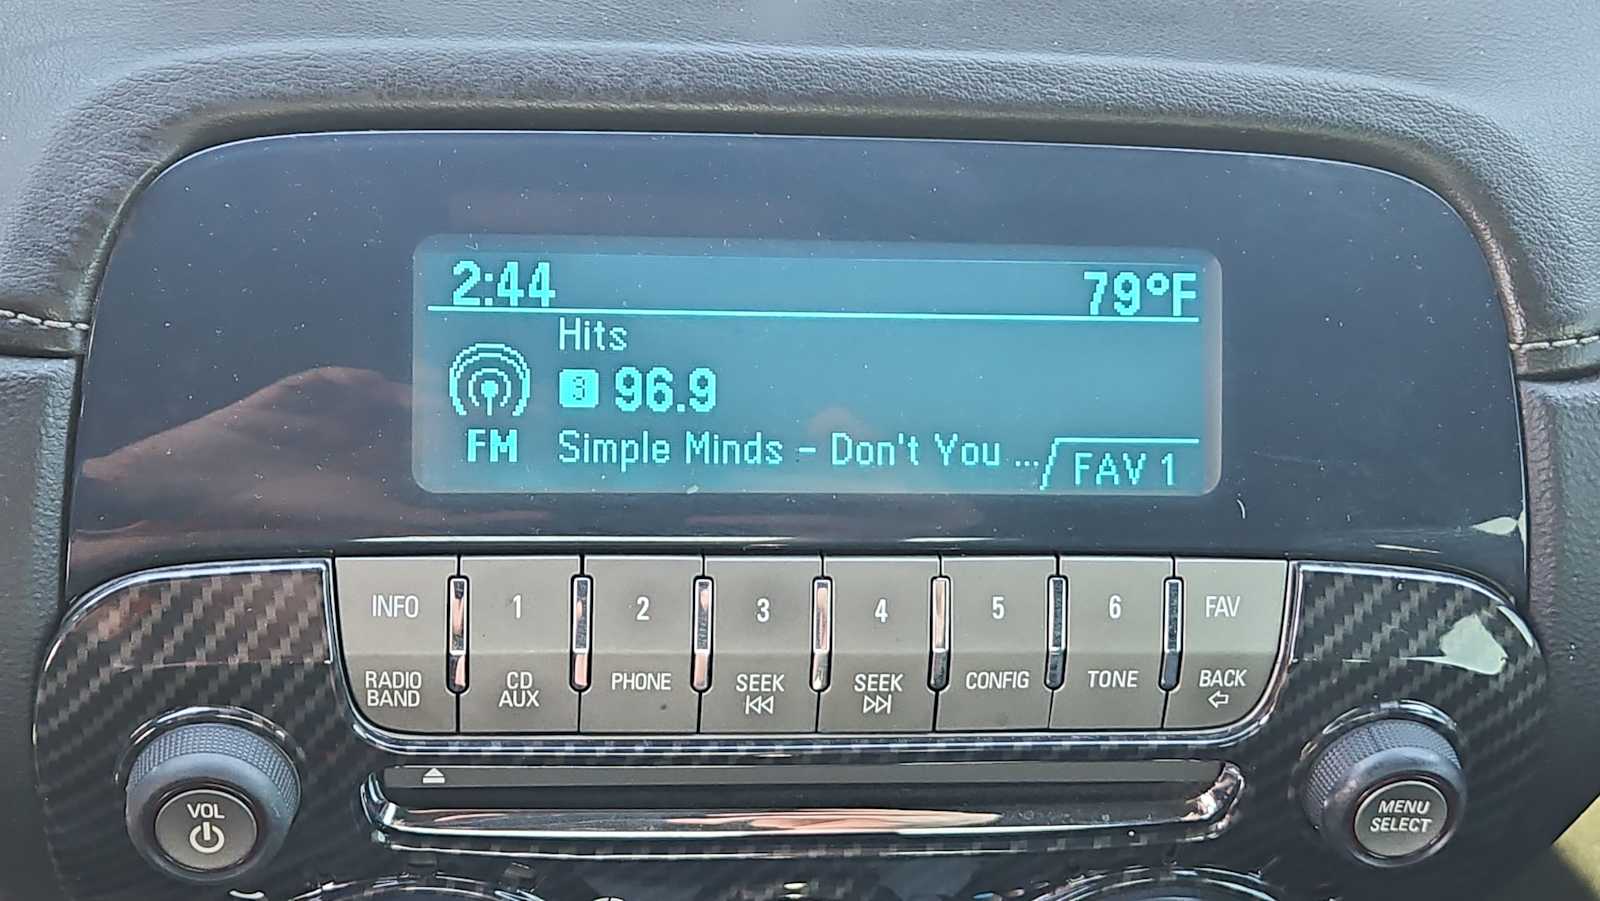 2:44 79°F
Hits
3 96.9
FM Simple Minds - Don't You ... FAV 1
INFO 1 2 3 4 5 6 FAV
RADIO BAND
CD AUX
PHONE
SEEK
SEEK
CONFIG
TONE
BACK
VOL
MENU
SELECT